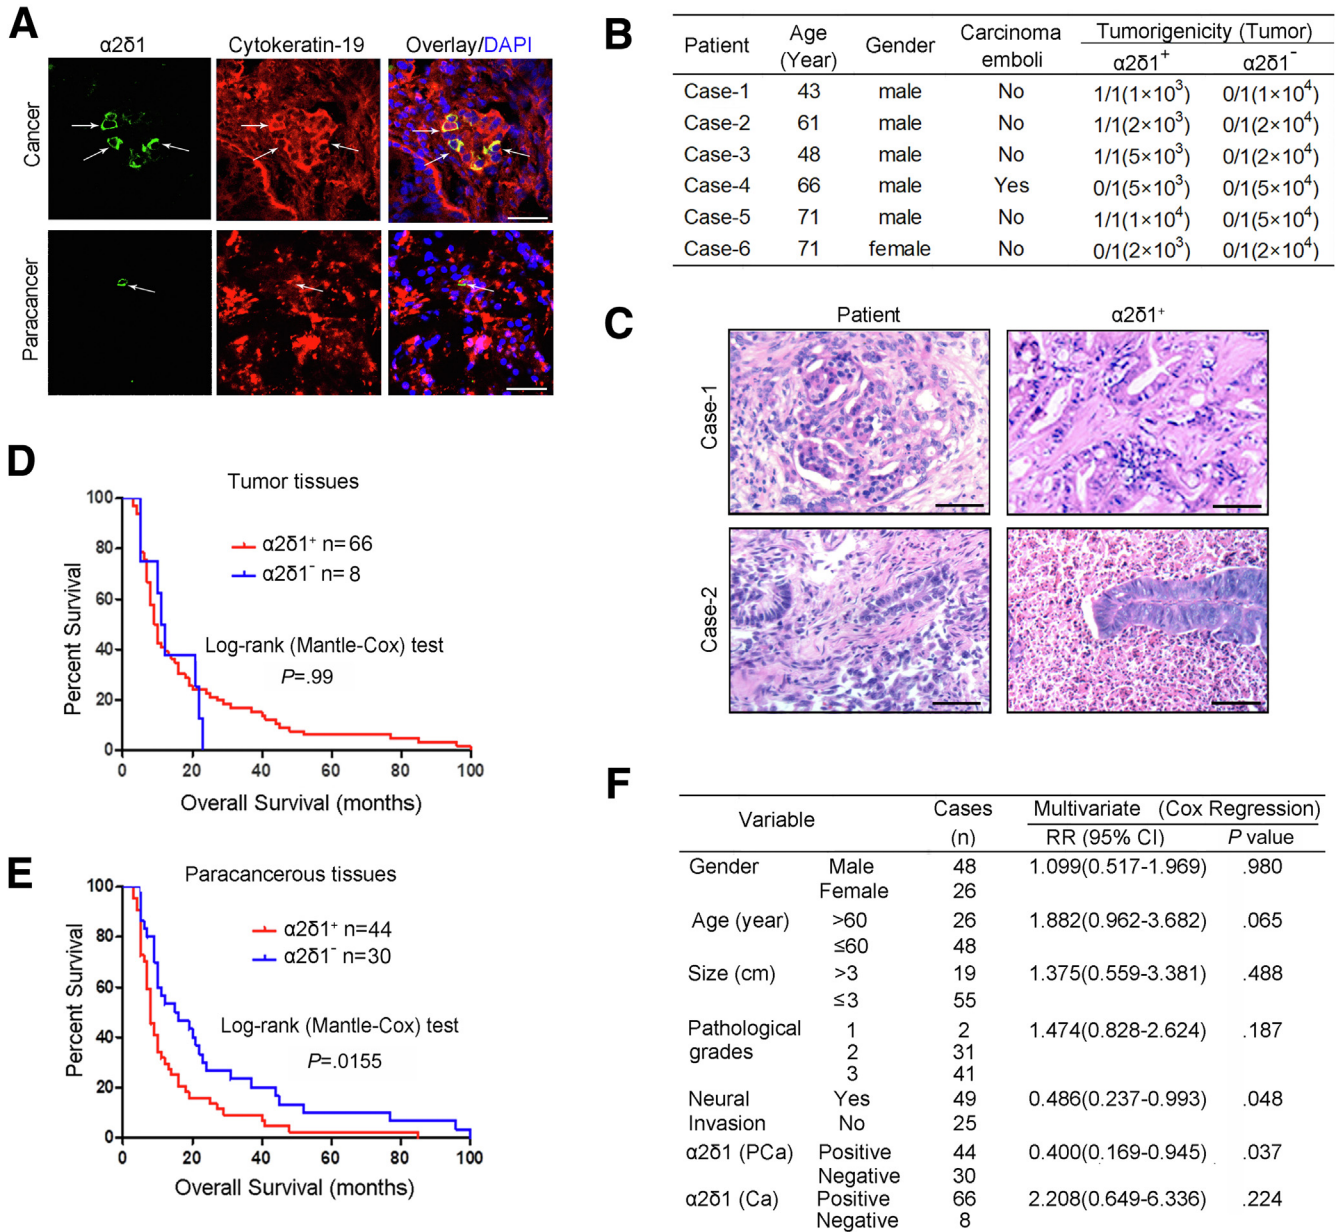 A
α2δ1 Cytokeratin-19 Overlay/DAPI
Cancer
Paracancer
B
Patient Age (Year) Gender Carcinoma emboli Tumorigenicity (Tumor)
α2δ1⁺ α2δ1⁻
Case-1 43 male No 1/1(1×10³) 0/1(1×10⁴)
Case-2 61 male No 1/1(2×10³) 0/1(2×10⁴)
Case-3 48 male No 1/1(5×10³) 0/1(2×10⁴)
Case-4 66 male Yes 0/1(5×10³) 0/1(5×10⁴)
Case-5 71 male No 1/1(1×10⁴) 0/1(5×10⁴)
Case-6 71 female No 0/1(2×10³) 0/1(2×10⁴)
C
Patient α2δ1⁺
Case-1
Case-2
D
Tumor tissues
α2δ1⁺ n=66
α2δ1⁻ n=8
Log-rank (Mantle-Cox) test
P=.99
Percent Survival
100
80
60
40
20
0
0 20 40 60 80 100
Overall Survival (months)
E
Paracancerous tissues
α2δ1⁺ n=44
α2δ1⁻ n=30
Log-rank (Mantle-Cox) test
P=.0155
Percent Survival
100
80
60
40
20
0
0 20 40 60 80 100
Overall Survival (months)
F
Variable Cases Multivariate (Cox Regression)
(n) RR (95% CI) P value
Gender Male 48 1.099(0.517-1.969) .980
Female 26
Age (year) >60 26 1.882(0.962-3.682) .065
≤60 48
Size (cm) >3 19 1.375(0.559-3.381) .488
≤3 55
Pathological 1 2 1.474(0.828-2.624) .187
grades 2 31
3 41
Neural Yes 49 0.486(0.237-0.993) .048
Invasion No 25
α2δ1 (PCa) Positive 44 0.400(0.169-0.945) .037
Negative 30
α2δ1 (Ca) Positive 66 2.208(0.649-6.336) .224
Negative 8